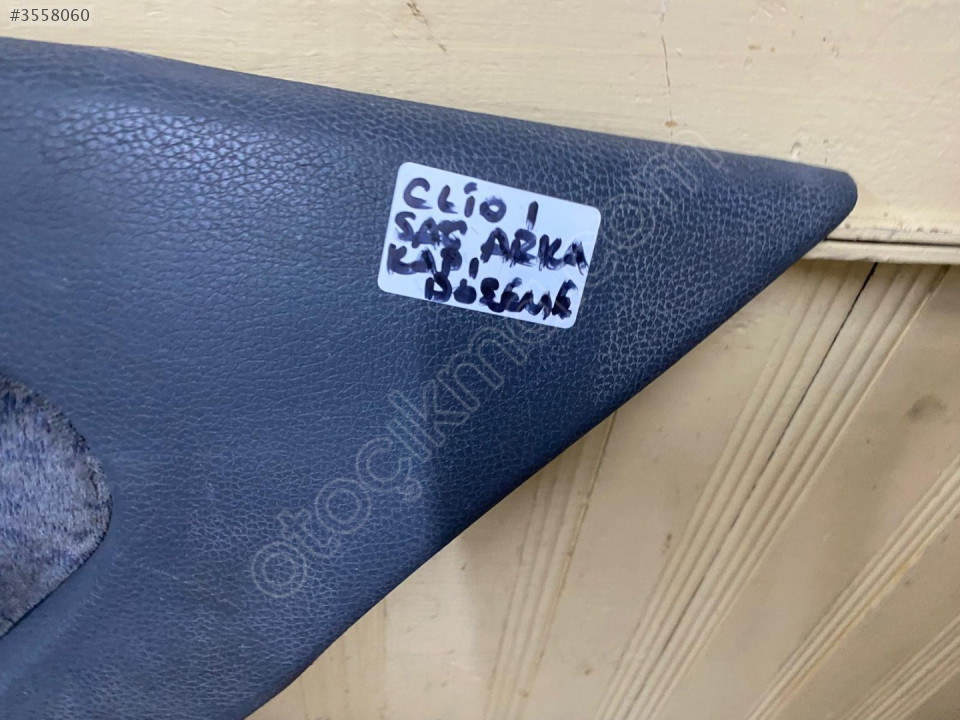 #3558060
CLİO 1
SAĞ ARKA
KAPI
DÖŞEME
otoçıkma.com